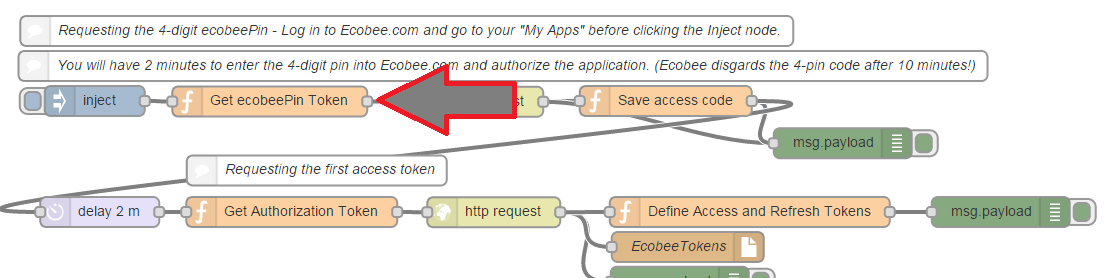 Requesting the 4-digit ecobeePin - Log in to Ecobee.com and go to your "My Apps" before clicking the Inject node.
You will have 2 minutes to enter the 4-digit pin into Ecobee.com and authorize the application. (Ecobee disgards the 4-pin code after 10 minutes!)
inject
Get ecobeePin Token
Save access code
msg.payload
Requesting the first access token
delay 2 m
Get Authorization Token
http request
Define Access and Refresh Tokens
msg.payload
EcobeeTokens